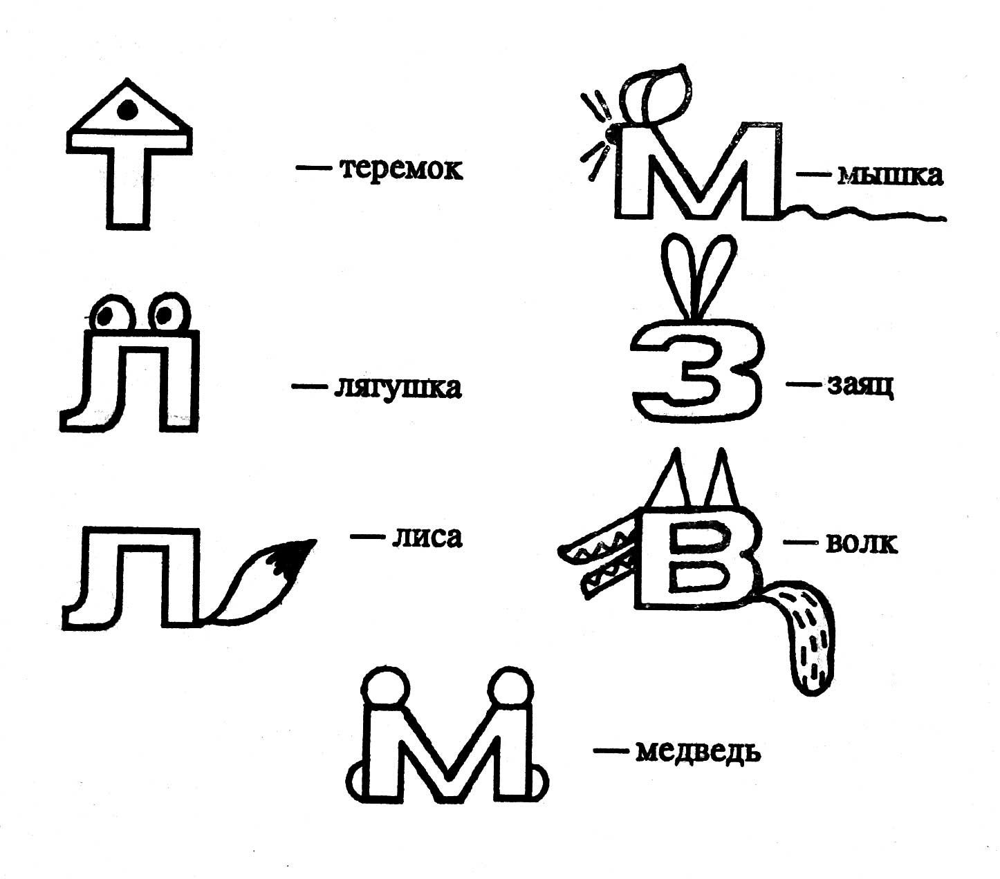 Т — теремок
М — мышка
Л — лягушка
З — заяц
Л — лиса
В — волк
М — медведь